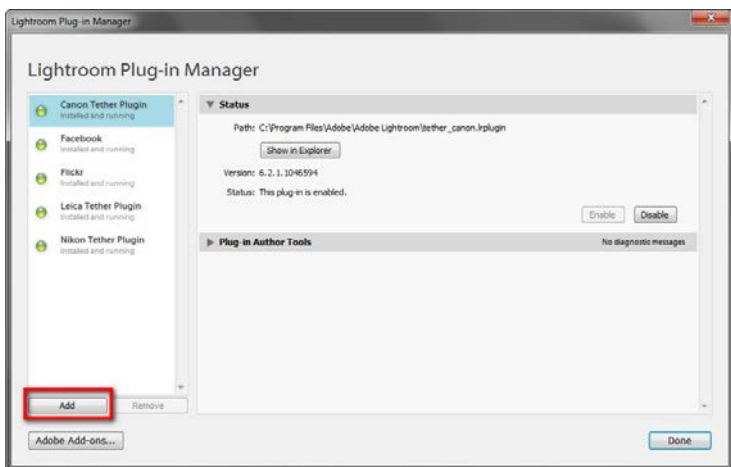 Lightroom Plug-in Manager
Lightroom Plug-in Manager
Canon Tether Plugin
Installed and running
Facebook
Installed and running
Flickr
Installed and running
Leica Tether Plugin
Installed and running
Nikon Tether Plugin
Installed and running
Add Remove
Adobe Add-ons...
Status
Path: C:\Program Files\Adobe\Adobe Lightroom\tether_canon.lrplugin
Show in Explorer
Version: 6.2.1.1046594
Status: This plug-in is enabled.
Enable Disable
Plug-in Author Tools No diagnostic messages
Done